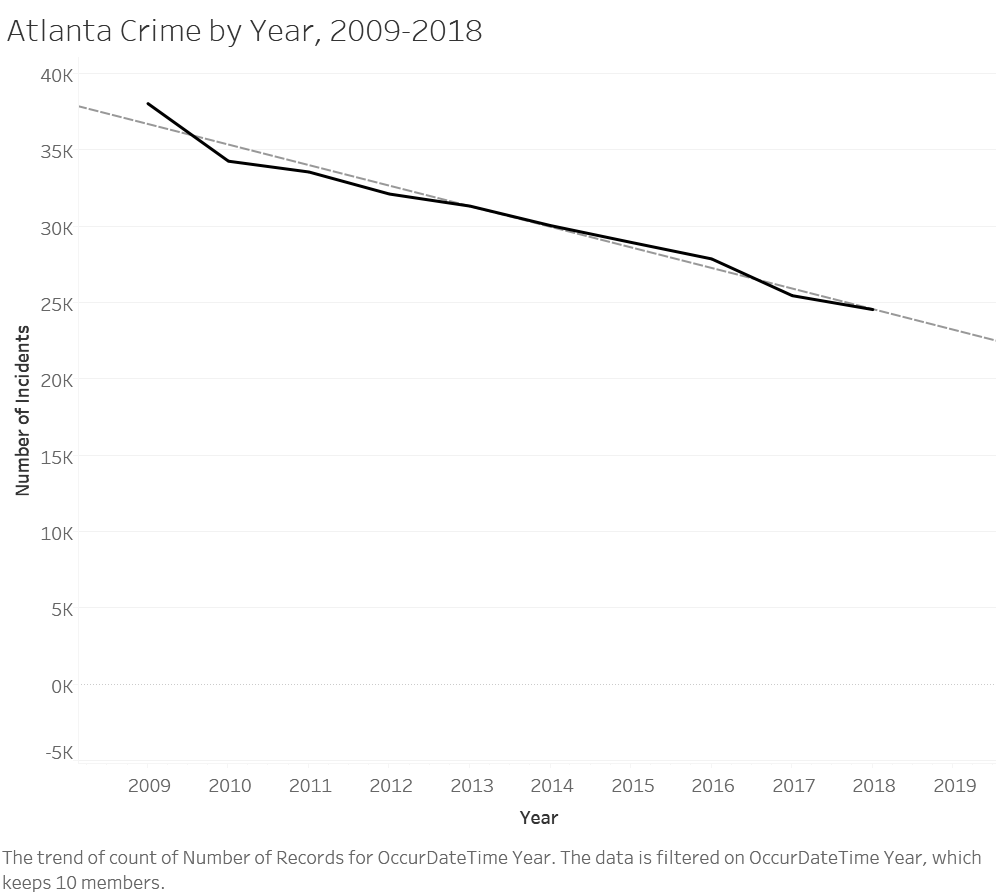 Atlanta Crime by Year, 2009-2018
40K
35K
30K
25K
20K
15K
10K
5K
0K
-5K
Number of Incidents
2009 2010 2011 2012 2013 2014 2015 2016 2017 2018 2019
Year
The trend of count of Number of Records for OccurDateTime Year. The data is filtered on OccurDateTime Year, which
keeps 10 members.